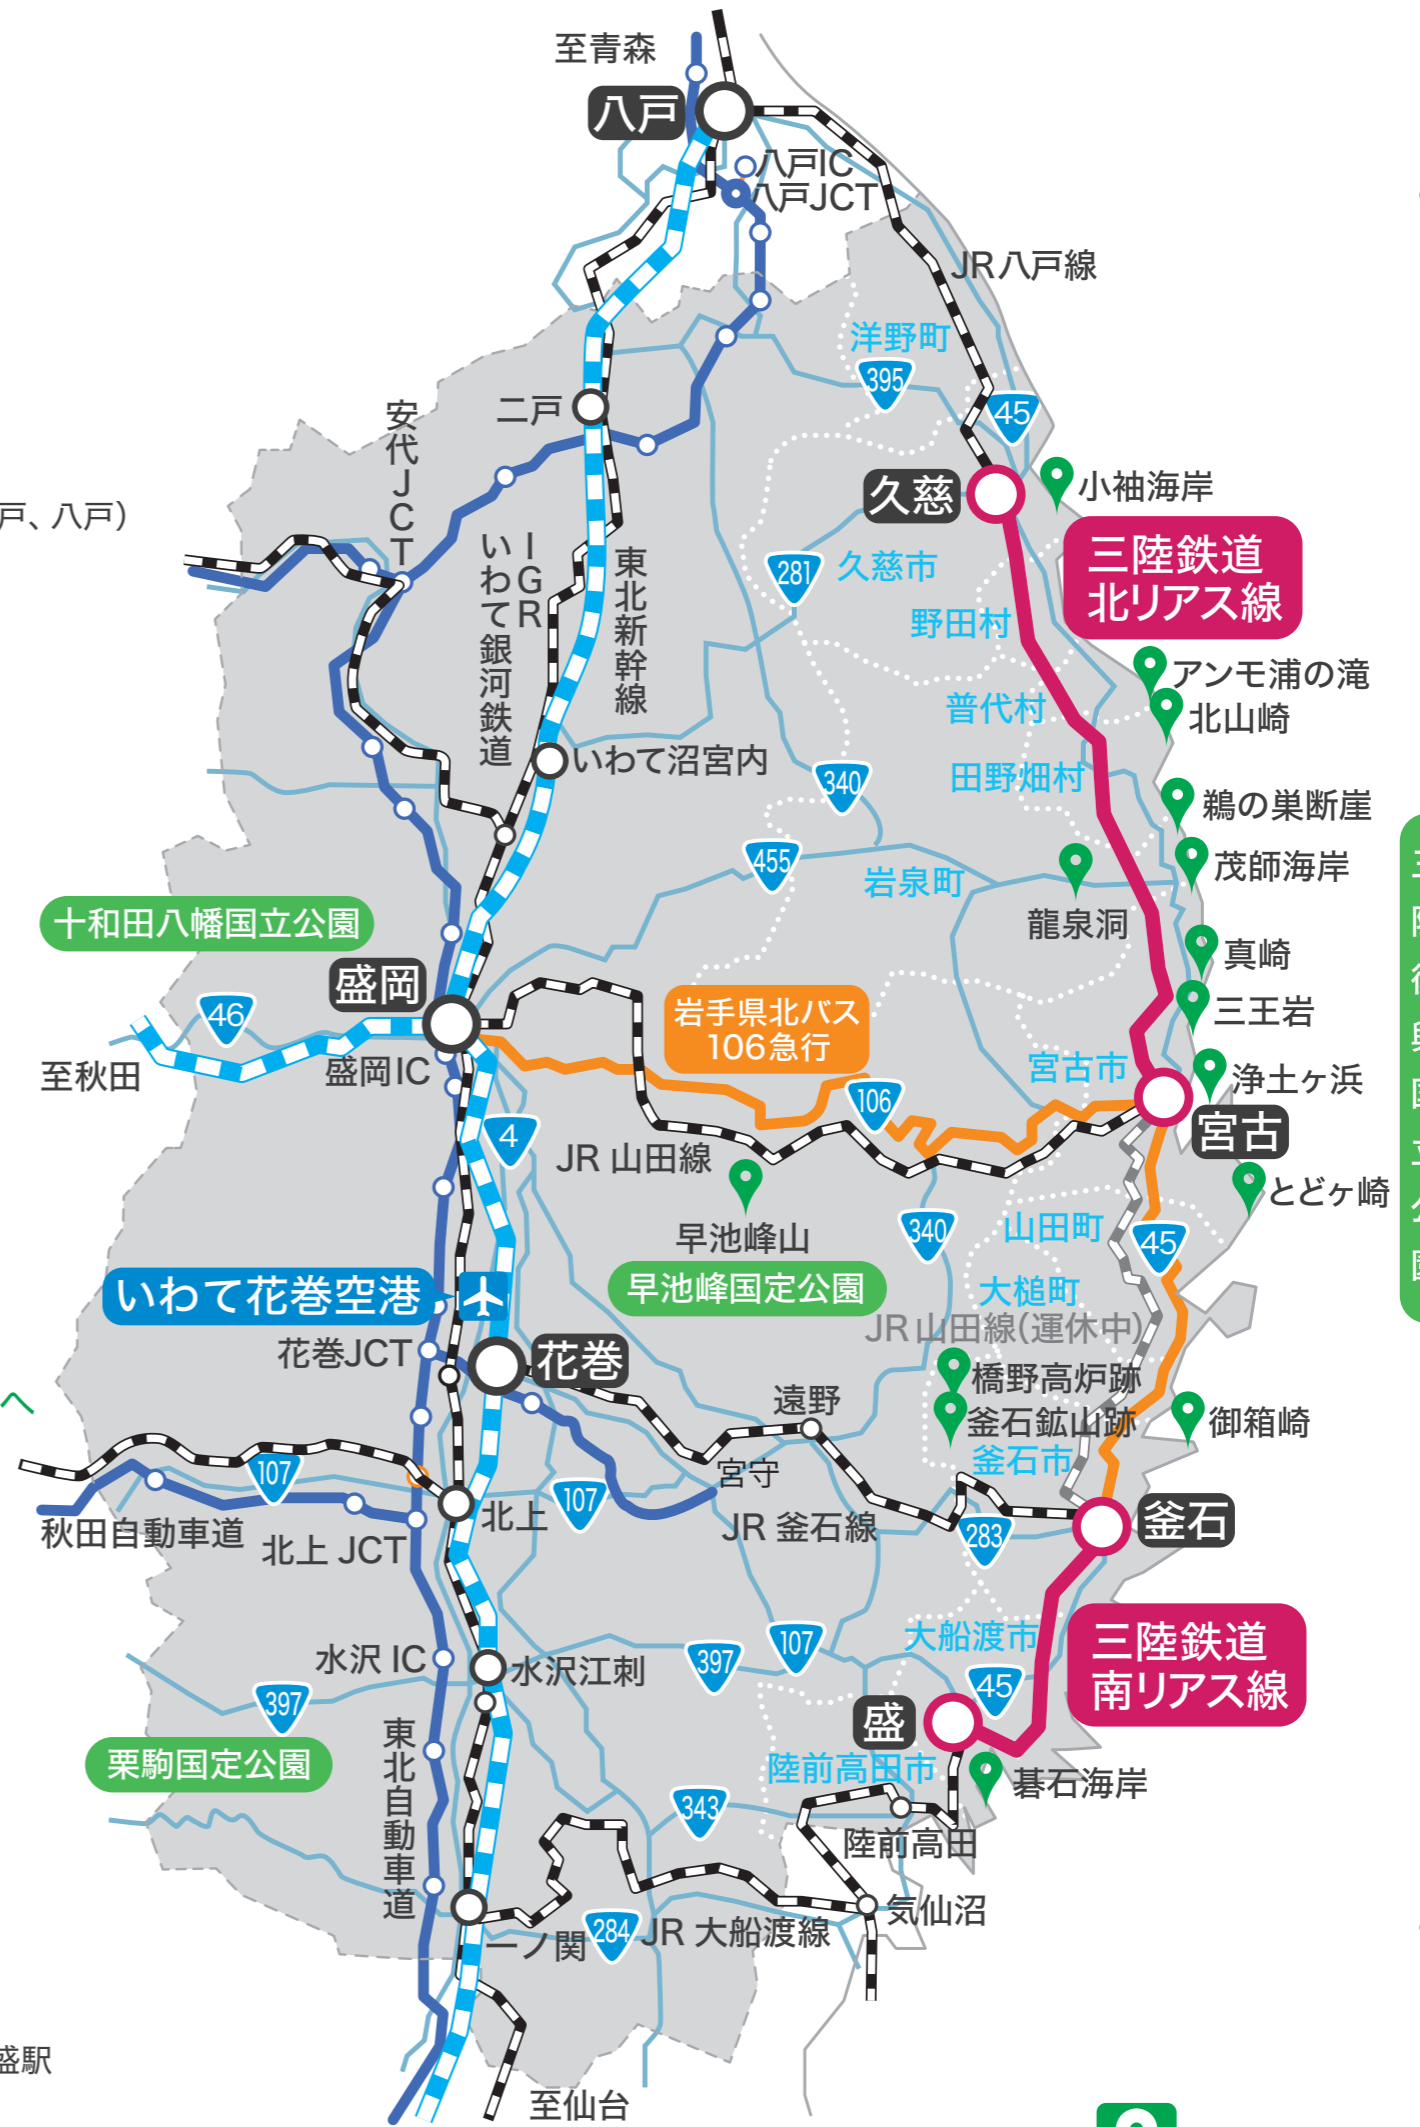 至青森
八戸
八戸IC
八戸JCT
JR八戸線
洋野町
395
45
二戸
安代JCT
久慈
小袖海岸
戸、八戸）
三陸鉄道
北リアス線
281
久慈市
IGR
いわて銀河鉄道
東北新幹線
野田村
アンモ浦の滝
普代村
北山崎
いわて沼宮内
田野畑村
340
鵜の巣断崖
455
岩泉町
茂師海岸
龍泉洞
十和田八幡国立公園
真崎
盛岡
46
岩手県北バス
106急行
三王岩
至秋田
盛岡IC
宮古市
浄土ヶ浜
106
宮古
4
JR 山田線
とどヶ崎
早池峰山
340
山田町
45
いわて花巻空港
早池峰国定公園
大槌町
JR山田線(運休中)
花巻JCT
花巻
橋野高炉跡
へ
遠野
釜石鉱山跡
御箱崎
釜石市
107
宮守
107
北上
JR 釜石線
釜石
283
秋田自動車道
北上 JCT
大船渡市
三陸鉄道
南リアス線
水沢 IC
水沢江刺
397
107
45
397
盛
東北自動車道
栗駒国定公園
陸前高田市
碁石海岸
343
陸前高田
気仙沼
一ノ関
284
JR 大船渡線
盛駅
至仙台